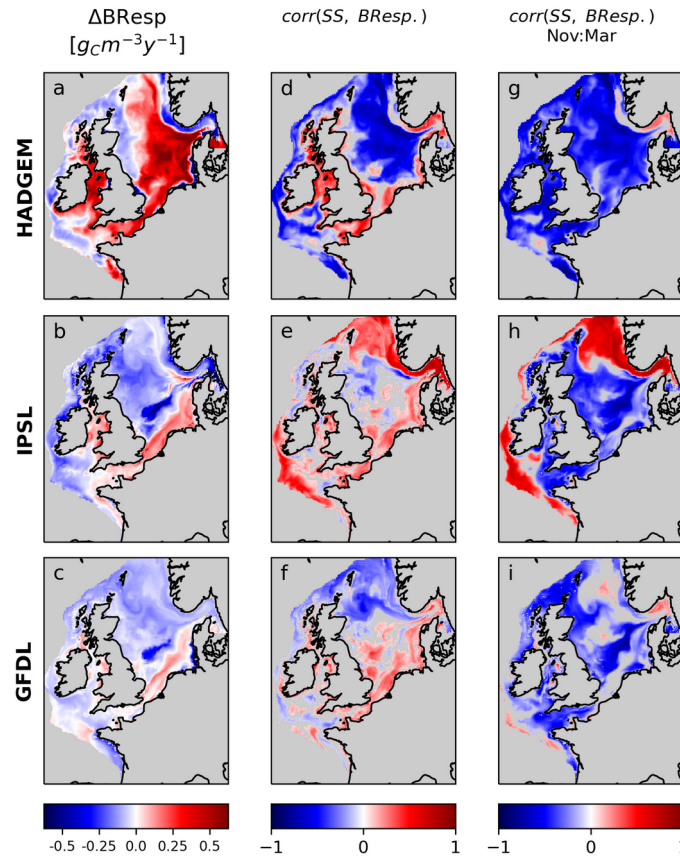 ΔBResp
[g_C m^{-3} y^{-1}]
corr(SS, BResp.)
corr(SS, BResp.)
Nov:Mar
HADGEM
a
d
g
IPSL
b
e
h
GFDL
c
f
i
-0.5 -0.25 0.0 0.25 0.5
−1 0 1
−1 0 1